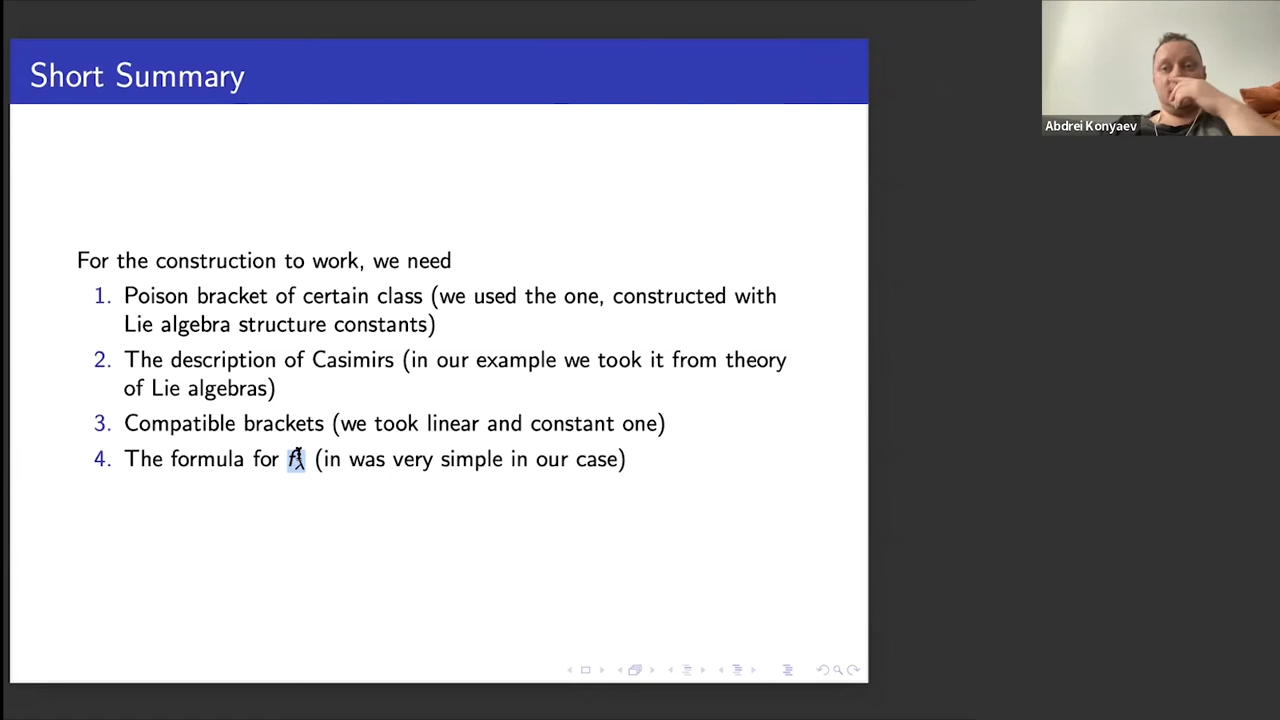 Short Summary
For the construction to work, we need
1. Poison bracket of certain class (we used the one, constructed with
Lie algebra structure constants)
2. The description of Casimirs (in our example we took it from theory
of Lie algebras)
3. Compatible brackets (we took linear and constant one)
4. The formula for (in was very simple in our case)
Abdrei Konyaev